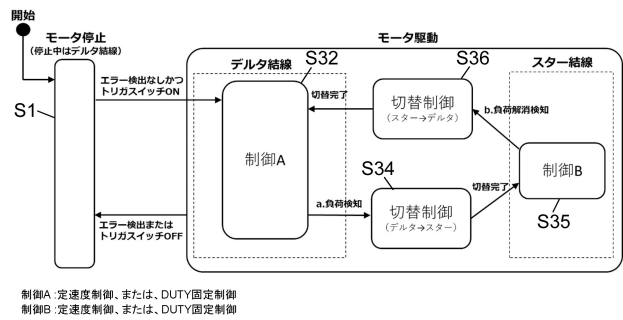 開始
モータ停止
(停止中はデルタ結線)
S1
エラー検出なしかつ
トリガスイッチON
エラー検出または
トリガスイッチOFF
モータ駆動
デルタ結線
S32
制御A
切替完了
S36
切替制御
(スター→デルタ)
b.負荷解消検知
スター結線
制御B
S35
a.負荷検知
S34
切替制御
(デルタ→スター)
切替完了
制御A:定速度制御、または、DUTY固定制御
制御B:定速度制御、または、DUTY固定制御